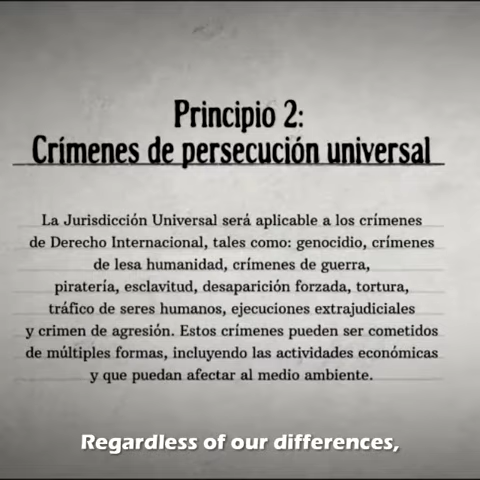 Principio 2:
Crímenes de persecución universal
La Jurisdicción Universal será aplicable a los crímenes
de Derecho Internacional, tales como: genocidio, crímenes
de lesa humanidad, crímenes de guerra,
piratería, esclavitud, desaparición forzada, tortura,
tráfico de seres humanos, ejecuciones extrajudiciales
y crimen de agresión. Estos crímenes pueden ser cometidos
de múltiples formas, incluyendo las actividades económicas
y que puedan afectar al medio ambiente.
Regardless of our differences,